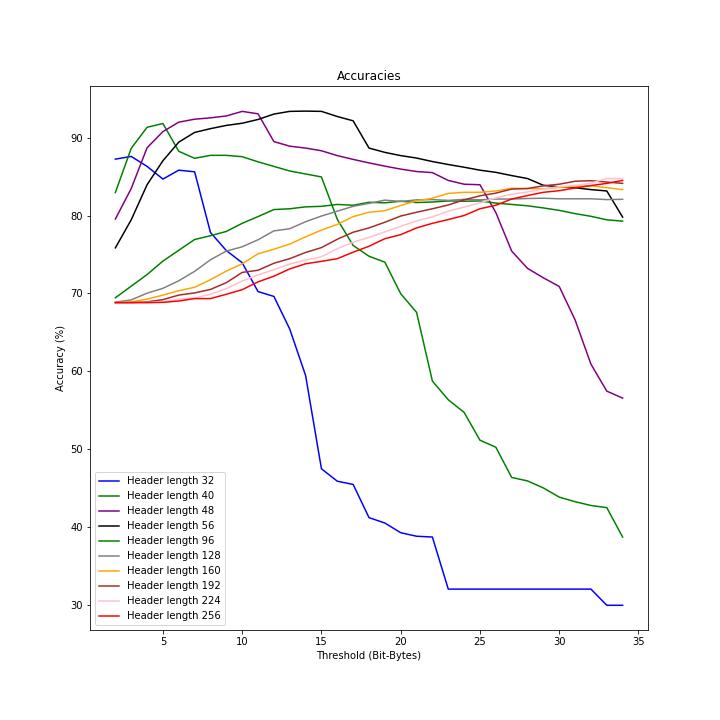 Accuracies
Accuracy (%)
90
80
70
60
50
40
30
Header length 32
Header length 40
Header length 48
Header length 56
Header length 96
Header length 128
Header length 160
Header length 192
Header length 224
Header length 256
5 10 15 20 25 30 35
Threshold (Bit-Bytes)